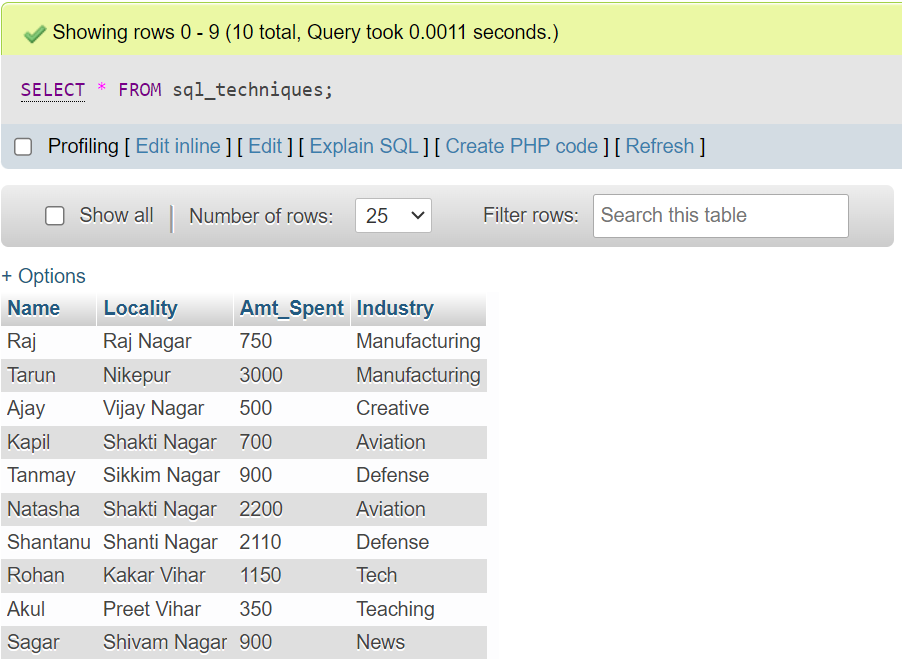 Showing rows 0 - 9 (10 total, Query took 0.0011 seconds.)
SELECT * FROM sql_techniques;
Profiling [ Edit inline ] [ Edit ] [ Explain SQL ] [ Create PHP code ] [ Refresh ]
Show all | Number of rows: 25 Filter rows: Search this table
+ Options
Name Locality Amt_Spent Industry
Raj Raj Nagar 750 Manufacturing
Tarun Nikepur 3000 Manufacturing
Ajay Vijay Nagar 500 Creative
Kapil Shakti Nagar 700 Aviation
Tanmay Sikkim Nagar 900 Defense
Natasha Shakti Nagar 2200 Aviation
Shantanu Shanti Nagar 2110 Defense
Rohan Kakar Vihar 1150 Tech
Akul Preet Vihar 350 Teaching
Sagar Shivam Nagar 900 News